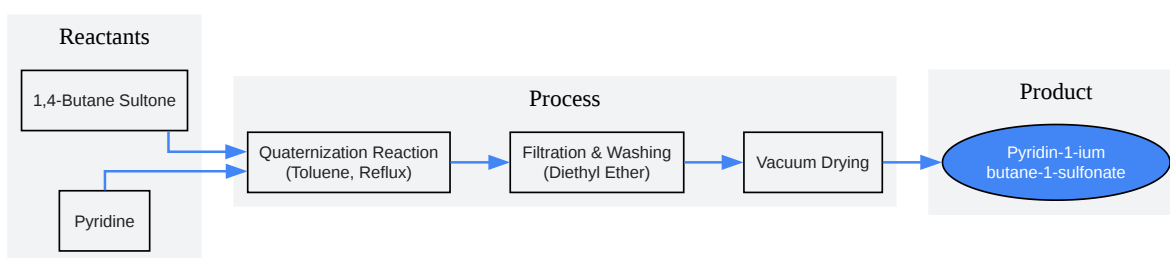 Reactants
1,4-Butane Sultone
Pyridine
Process
Quaternization Reaction
(Toluene, Reflux)
Filtration & Washing
(Diethyl Ether)
Vacuum Drying
Product
Pyridin-1-ium
butane-1-sulfonate